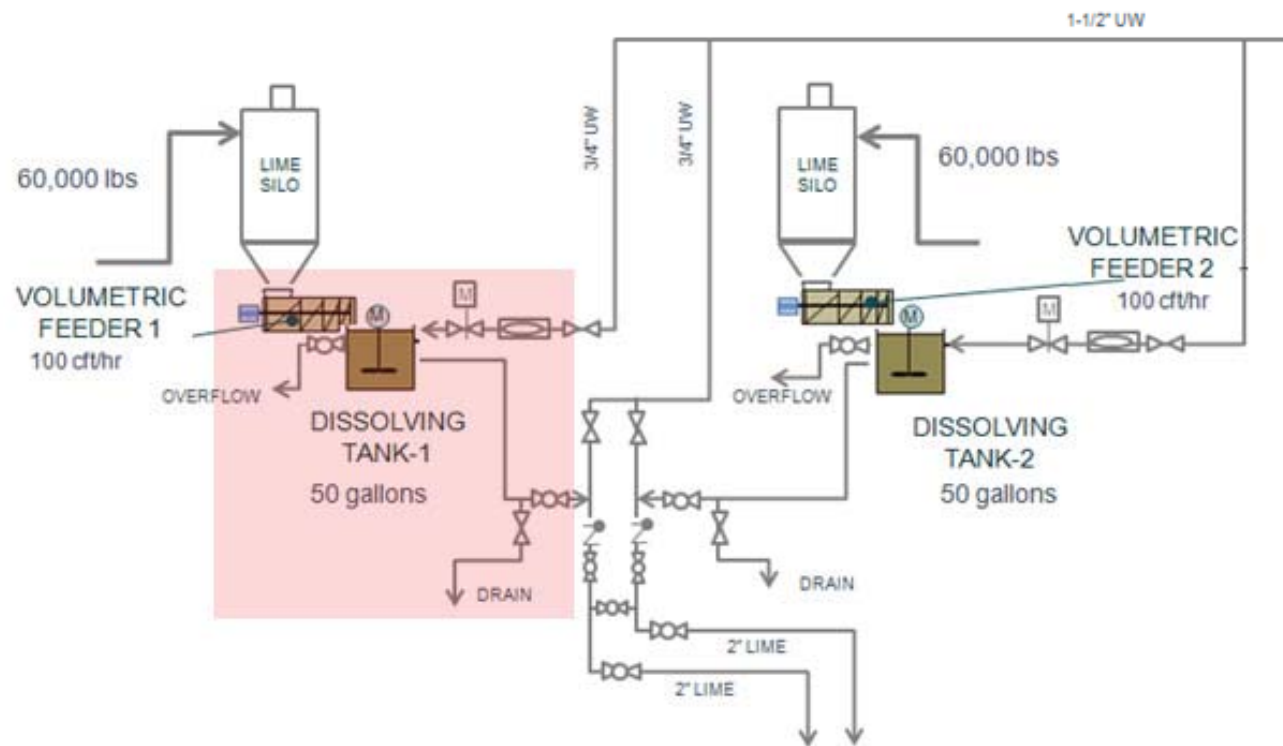 1-1/2" UW
3/4" UW
3/4" UW
LIME
SILO
60,000 lbs
LIME
SILO
60,000 lbs
VOLUMETRIC
FEEDER 1
100 cft/hr
VOLUMETRIC
FEEDER 2
100 cft/hr
M
M
M
M
OVERFLOW
OVERFLOW
DISSOLVING
TANK-1
50 gallons
DISSOLVING
TANK-2
50 gallons
DRAIN
DRAIN
2" LIME
2" LIME